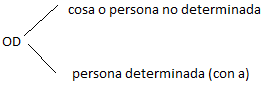 cosa o persona no determinada
OD
persona determinada (con a)